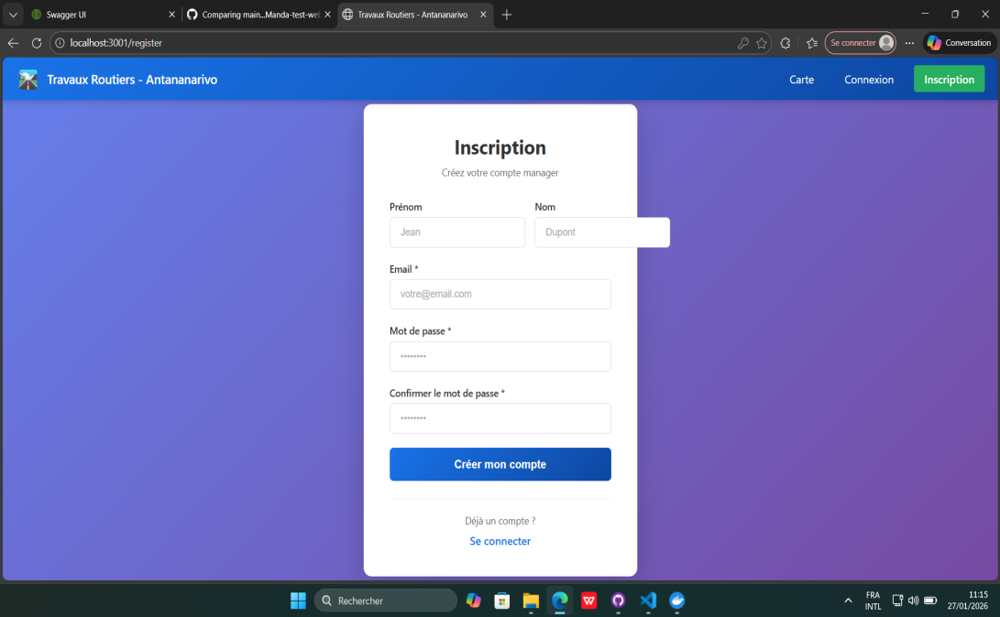 Swagger UI
Comparing main...Manda-test-web
Travaux Routiers - Antananarivo
localhost:3001/register
Se connecter
Conversation
Travaux Routiers - Antananarivo
Carte
Connexion
Inscription
Inscription
Créez votre compte manager
Prénom
Nom
Jean
Dupont
Email *
votre@email.com
Mot de passe *
••••••••
Confirmer le mot de passe *
••••••••
Créer mon compte
Déjà un compte ?
Se connecter
Rechercher
FRA
INTL
11:15
27/01/2026